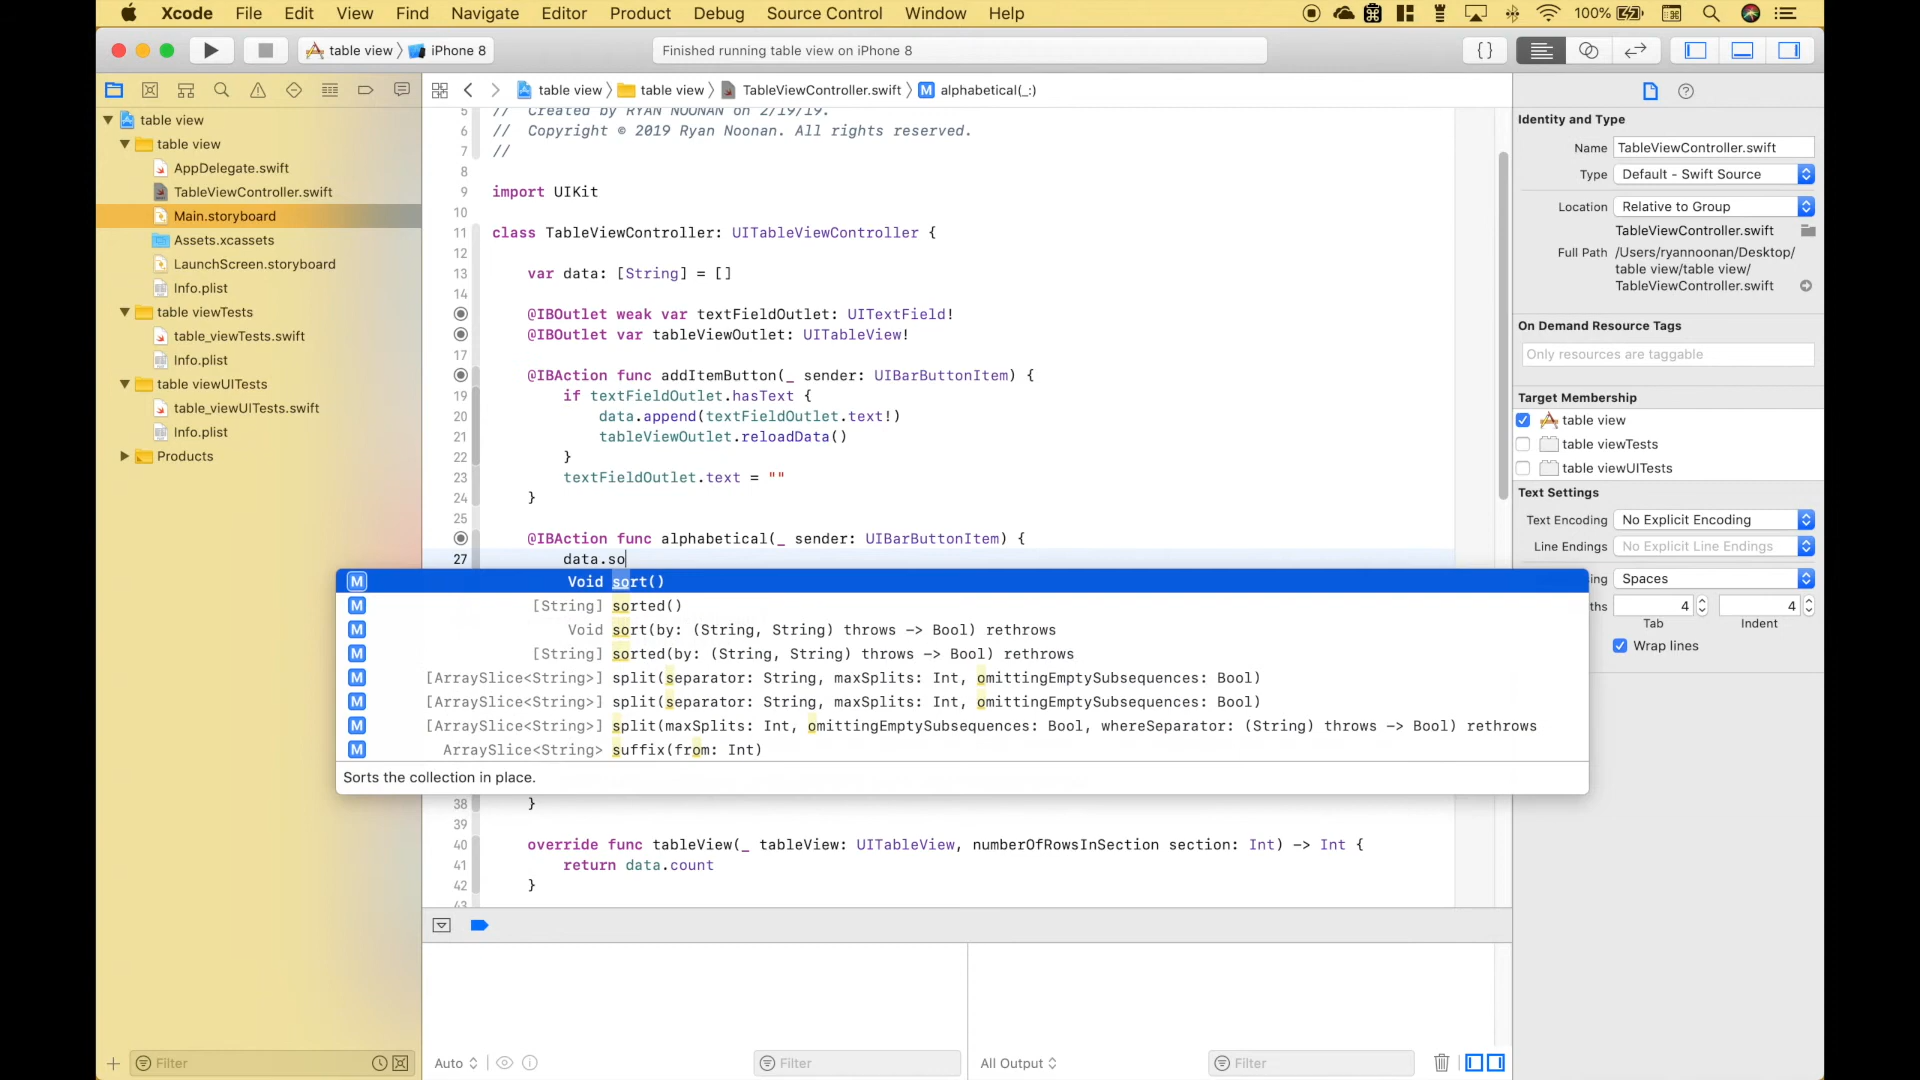 Xcode File Edit View Find Navigate Editor Product Debug Source Control Window Help 100%
table view iPhone 8
Finished running table view on iPhone 8
{ }
table view table view TableViewController.swift M alphabetical(_:)
table view
table view
AppDelegate.swift
TableViewController.swift
Main.storyboard
Assets.xcassets
LaunchScreen.storyboard
Info.plist
table viewTests
table_viewTests.swift
Info.plist
table viewUITests
table_viewUITests.swift
Info.plist
Products
Filter
5 // Created by RYAN NOONAN on 2/19/19.
6 // Copyright © 2019 Ryan Noonan. All rights reserved.
7 //
8
9 import UIKit
10
11 class TableViewController: UITableViewController {
12
13 var data: [String] = []
14
@IBOutlet weak var textFieldOutlet: UITextField!
@IBOutlet var tableViewOutlet: UITableView!
17
@IBAction func addItemButton(_ sender: UIBarButtonItem) {
19 if textFieldOutlet.hasText {
20 data.append(textFieldOutlet.text!)
21 tableViewOutlet.reloadData()
22 }
23 textFieldOutlet.text = ""
24 }
25
@IBAction func alphabetical(_ sender: UIBarButtonItem) {
27 data.so
M Void sort()
M [String] sorted()
M Void sort(by: (String, String) throws -> Bool) rethrows
M [String] sorted(by: (String, String) throws -> Bool) rethrows
M [ArraySlice<String>] split(separator: String, maxSplits: Int, omittingEmptySubsequences: Bool)
M [ArraySlice<String>] split(separator: String, maxSplits: Int, omittingEmptySubsequences: Bool)
M [ArraySlice<String>] split(maxSplits: Int, omittingEmptySubsequences: Bool, whereSeparator: (String) throws -> Bool) rethrows
M ArraySlice<String> suffix(from: Int)
Sorts the collection in place.
38 }
39
40 override func tableView(_ tableView: UITableView, numberOfRowsInSection section: Int) -> Int {
41 return data.count
42 }
43
Auto
Filter
All Output
Filter
Identity and Type
Name TableViewController.swift
Type Default - Swift Source
Location Relative to Group
TableViewController.swift
Full Path /Users/ryannoonan/Desktop/
table view/table view/
TableViewController.swift
On Demand Resource Tags
Only resources are taggable
Target Membership
table view
table viewTests
table viewUITests
Text Settings
Text Encoding No Explicit Encoding
Line Endings No Explicit Line Endings
ing Spaces
ths 4 4
Tab Indent
Wrap lines